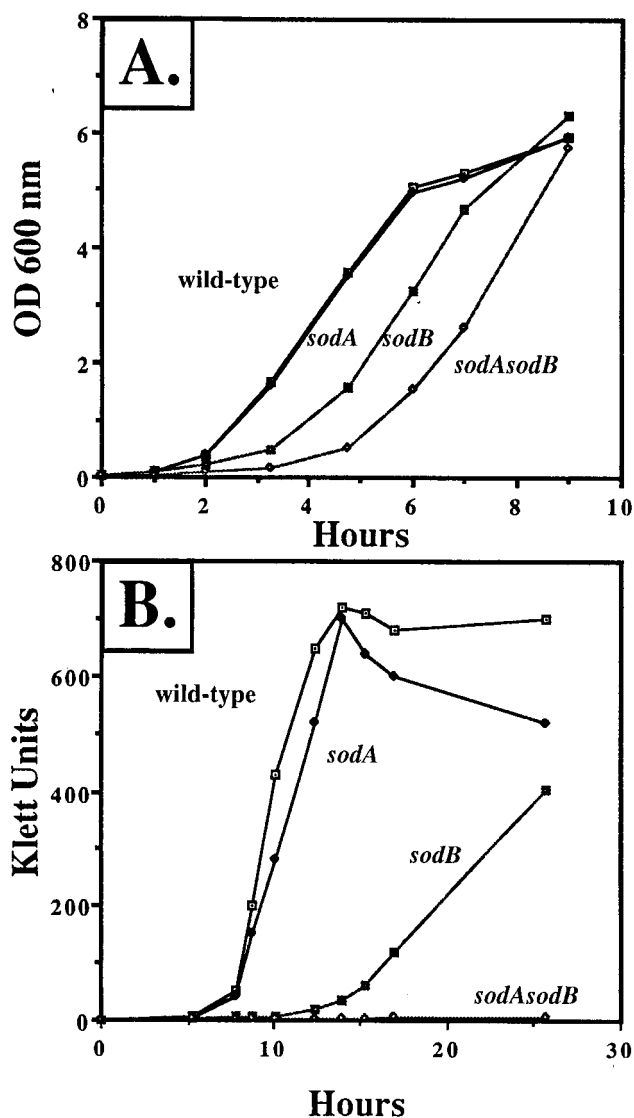 A.
8
6
4
2
0
OD 600 nm
wild-type
sodA
sodB
sodAsodB
0 2 4 6 8 10
Hours
B.
800
600
400
200
0
Klett Units
wild-type
sodA
sodB
sodAsodB
0 10 20 30
Hours